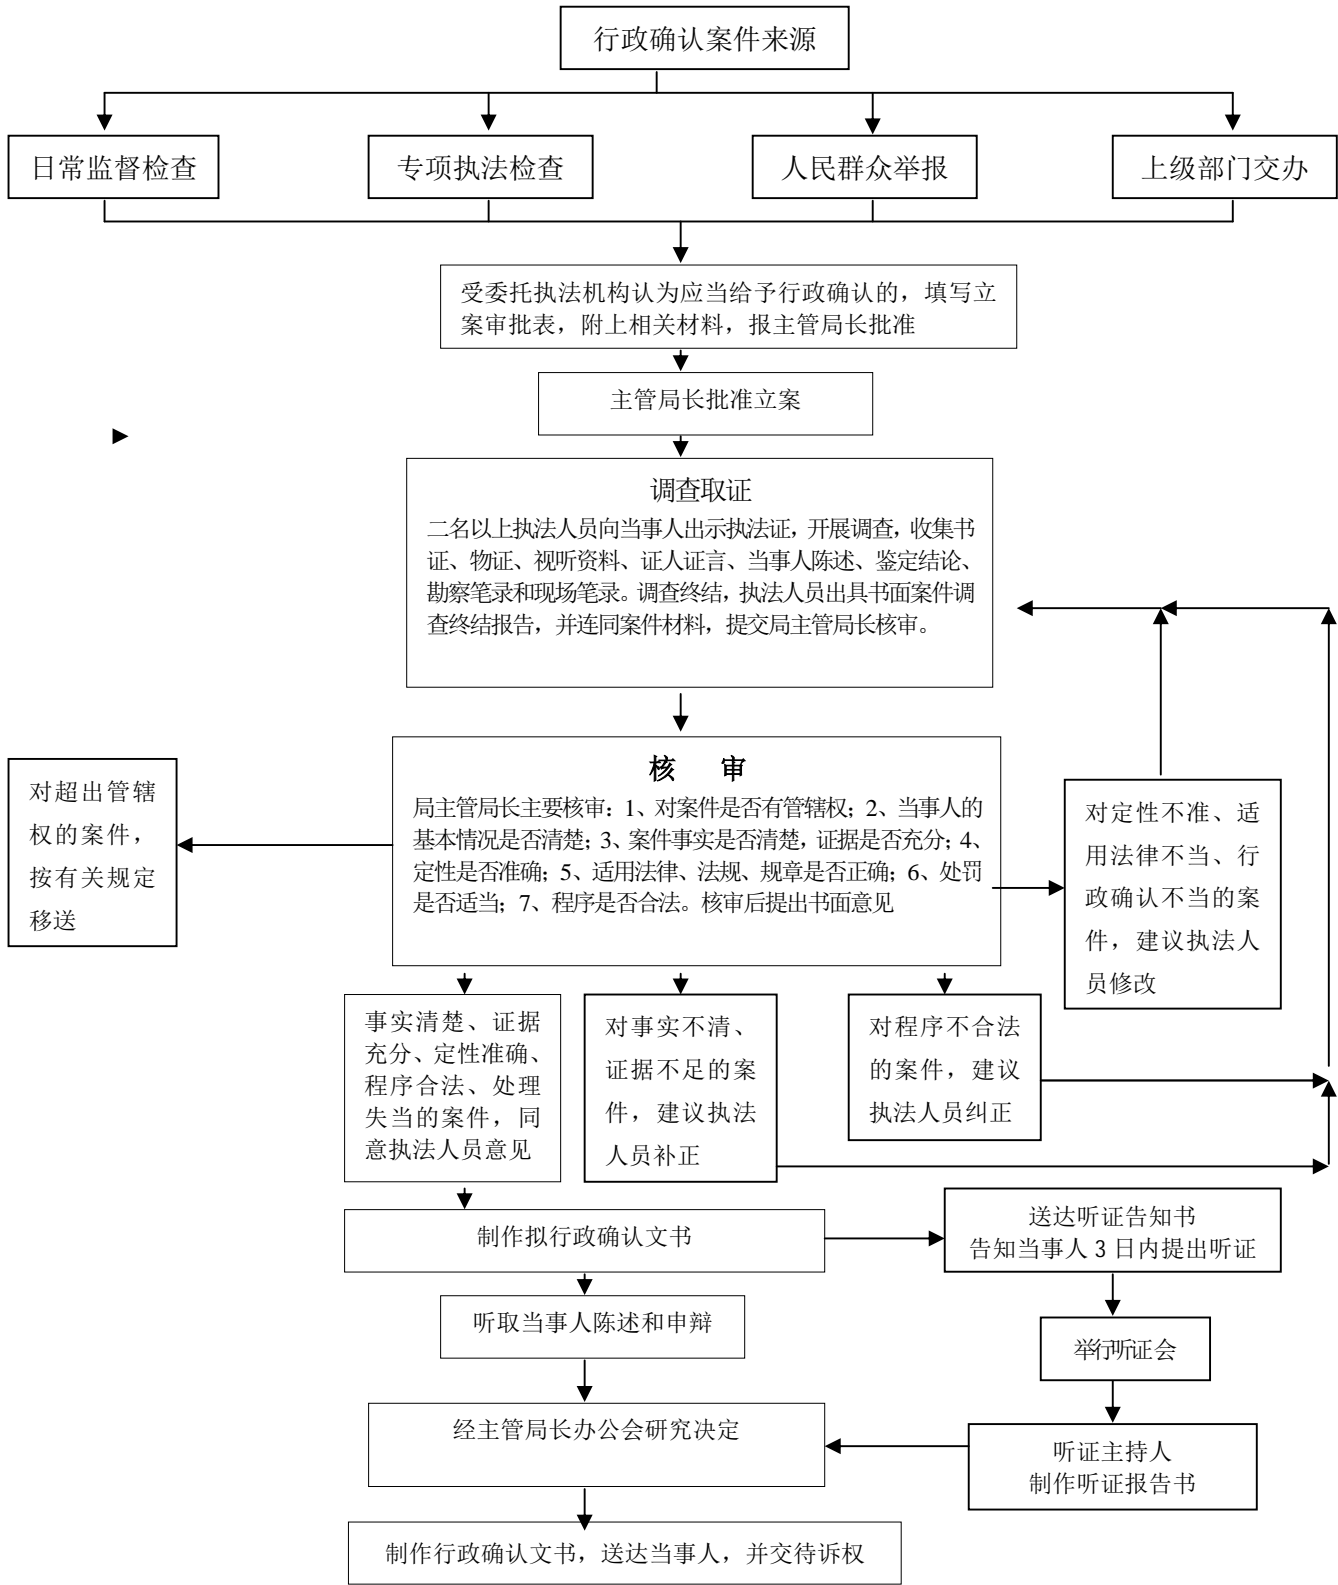 行政确认案件来源
日常监督检查
专项执法检查
人民群众举报
上级部门交办
受委托执法机构认为应当给予行政确认的，填写立
案审批表，附上相关材料，报主管局长批准
主管局长批准立案
调查取证
二名以上执法人员向当事人出示执法证，开展调查，收集书
证、物证、视听资料、证人证言、当事人陈述、鉴定结论、
勘察笔录和现场笔录。调查终结，执法人员出具书面案件调
查终结报告，并连同案件材料，提交局主管局长核审。
核 审
局主管局长主要核审：1、对案件是否有管辖权；2、当事人的
基本情况是否清楚；3、案件事实是否清楚，证据是否充分；4、
定性是否准确；5、适用法律、法规、规章是否正确；6、处罚
是否适当；7、程序是否合法。核审后提出书面意见
对超出管辖
权的案件，
按有关规定
移送
对定性不准、适
用法律不当、行
政确认不当的案
件，建议执法人
员修改
事实清楚、证据
充分、定性准确、
程序合法、处理
失当的案件，同
意执法人员意见
对事实不清、
证据不足的案
件，建议执法
人员补正
对程序不合法
的案件，建议
执法人员纠正
制作拟行政确认文书
送达听证告知书
告知当事人 3 日内提出听证
听取当事人陈述和申辩
举行听证会
经主管局长办公会研究决定
听证主持人
制作听证报告书
制作行政确认文书，送达当事人，并交待诉权